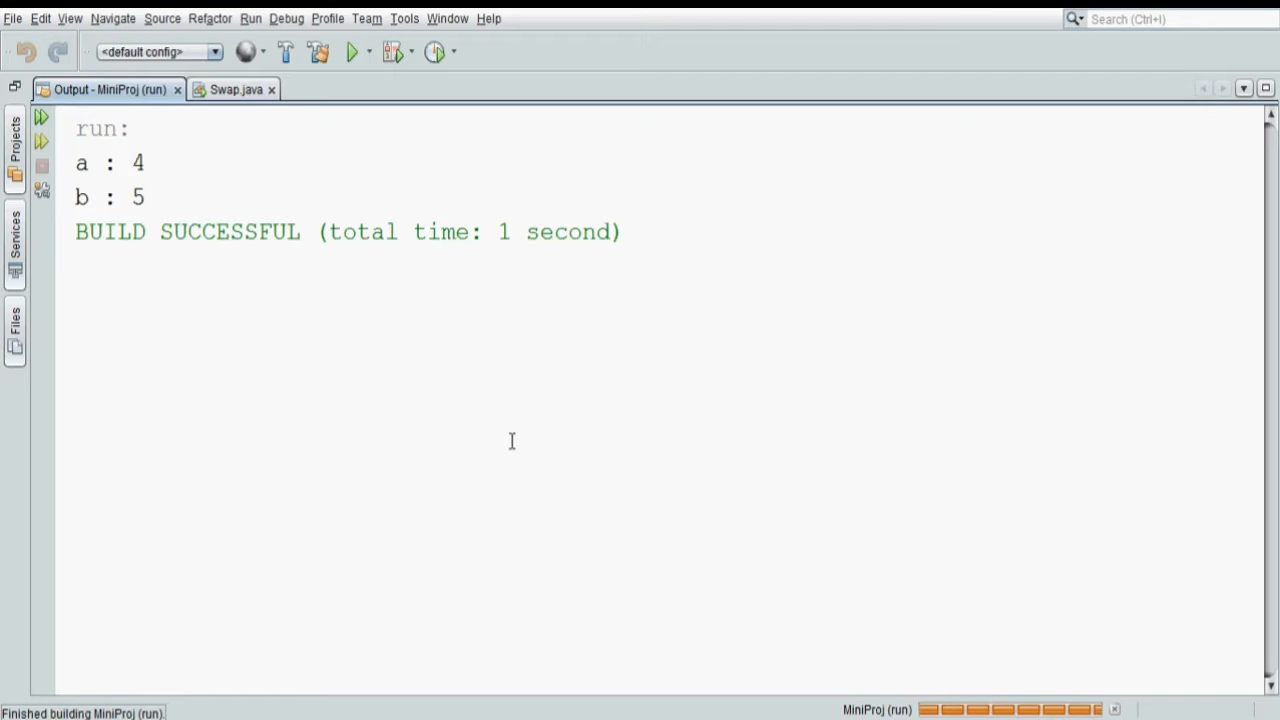 File Edit View Navigate Source Refactor Run Debug Profile Team Tools Window Help
Search (Ctrl+I)
<default config>
Output - MiniProj (run)
Swap.java
Projects
Services
Files
run:
a : 4
b : 5
BUILD SUCCESSFUL (total time: 1 second)
Finished building MiniProj (run).
MiniProj (run)